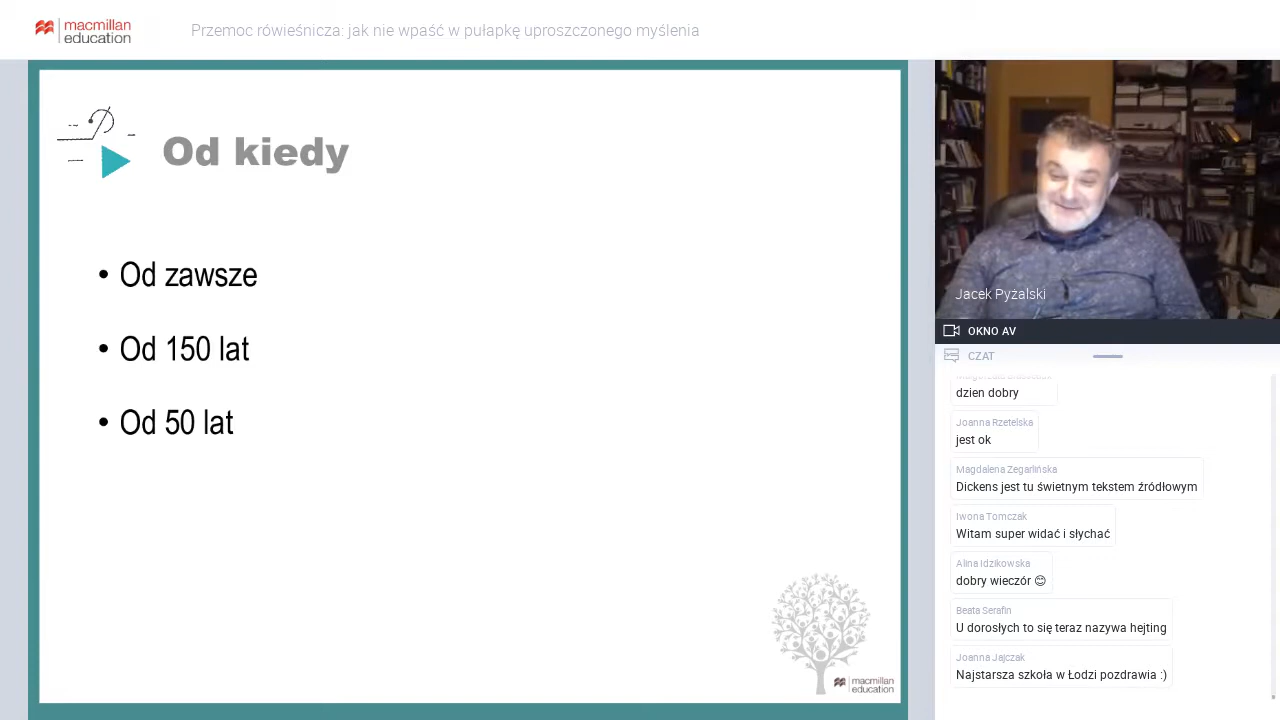 macmillan
education
Przemoc rówieśnicza: jak nie wpaść w pułapkę uproszczonego myślenia
Od kiedy
• Od zawsze
• Od 150 lat
• Od 50 lat
macmillan
education
Jacek Pyżalski
OKNO AV
CZAT
dzien dobry
Joanna Rzetelska
jest ok
Magdalena Zegarlińska
Dickens jest tu świetnym tekstem źródłowym
Iwona Tomczak
Witam super widać i słychać
Alina Idzikowska
dobry wieczór 😊
Beata Serafin
U dorosłych to się teraz nazywa hejting
Joanna Jajczak
Najstarsza szkoła w Łodzi pozdrawia :)